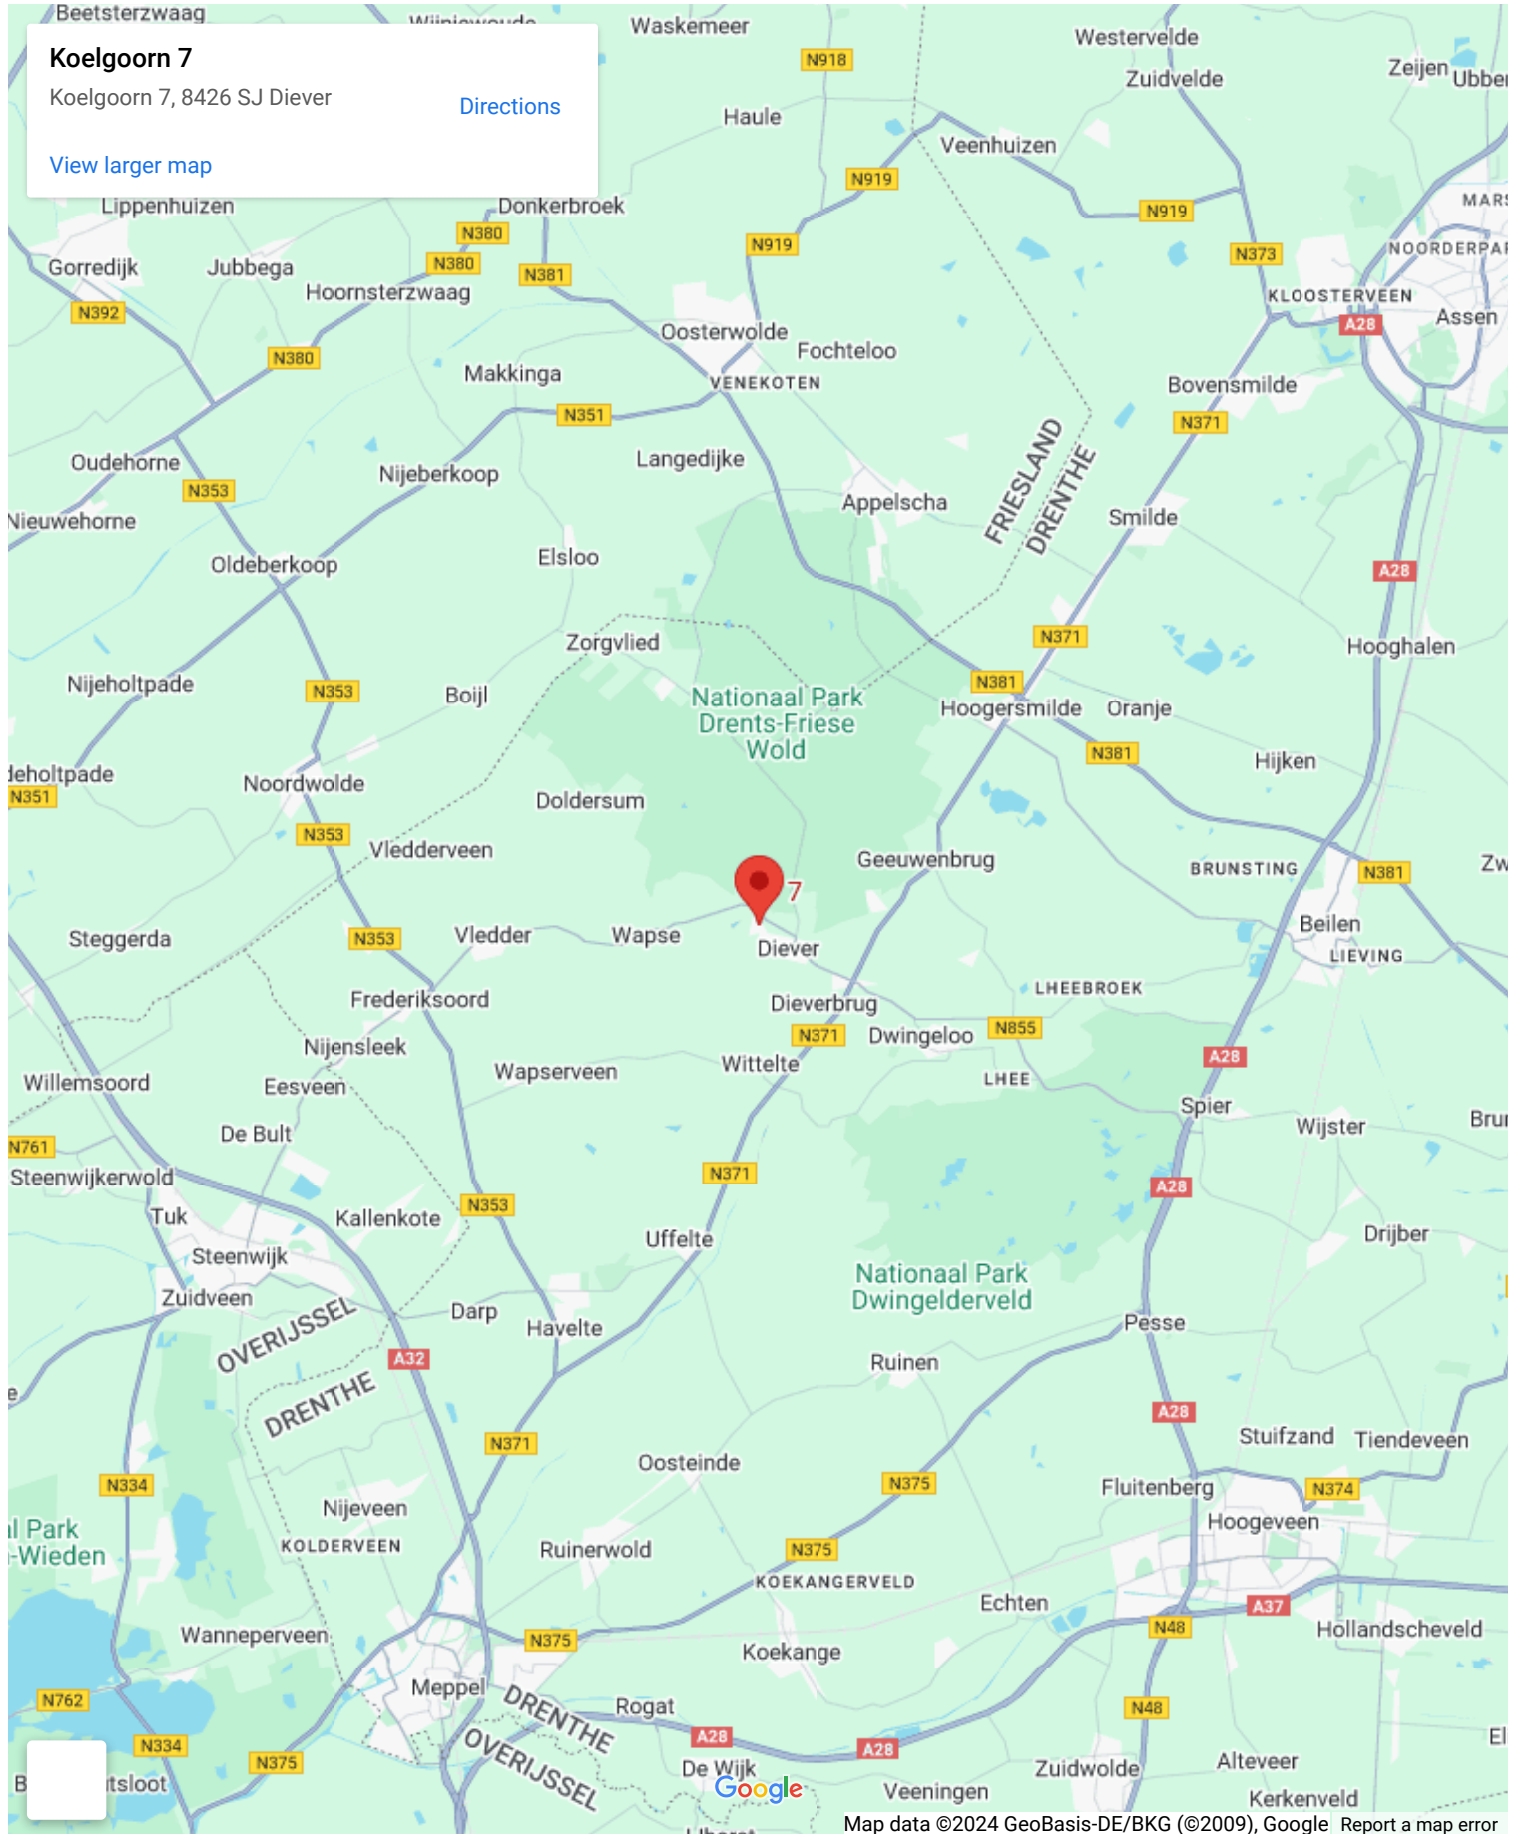 Beetsterzwaag
Waskemeer
Westervelde
Koelgoorn 7
N918
Zeijen
Zuidvelde
Koelgoorn 7, 8426 SJ Diever
Directions
Haule
Veenhuizen
View larger map
N919
Lippenhuizen
Donkerbroek
N919
N380
N919
N373
Gorredijk
Jubbega
N380
N381
Hoornsterzwaag
KLOOSTERVEEN
N392
Assen
A28
Oosterwolde
Fochteloo
N380
Makkinga
VENEKOTEN
Bovensmilde
N351
N371
FRIESLAND
DRENTHE
Oudehorne
Langedijke
Nijeberkoop
N353
Appelscha
Smilde
Nieuwehorne
Elsloo
Oldeberkoop
A28
N371
Zorgvlied
Hooghalen
Nijeholtpade
N353
Boijl
N381
Nationaal Park
Drents-Friese
Wold
Hoogersmilde
Oranje
N381
Hijken
deholtpade
N351
Noordwolde
Doldersum
N353
Vledderveen
Geeuwenbrug
BRUNSTING
N381
Zw
7
Beilen
Steggerda
N353
Vledder
Wapse
Diever
LIEVING
LHEEBROEK
Frederiksoord
Dieverbrug
N371
Dwingeloo
N855
Nijensleek
A28
Wittelte
Wapserveen
LHEE
Willemsoord
Eesveen
Spier
Wijster
Brun
De Bult
N761
Steenwijkerwold
N371
A28
N353
Tuk
Kallenkote
Uffelte
Drijber
Steenwijk
Nationaal Park
Dwingelderveld
Zuidveen
OVERIJSSEL
DRENTHE
Darp
Havelte
Pesse
A32
Ruinen
A28
N371
Stuifzand
Tiendeveen
Oosteinde
N334
N375
Fluitenberg
N374
Nijeveen
Hoogeveen
al Park
-Wieden
KOLDERVEEN
Ruinerwold
N375
KOEKANGERVELD
Echten
A37
Wanneperveen
N375
N48
Hollandscheveld
Koekange
Meppel
DRENTHE
OVERIJSSEL
N762
Rogat
N48
N334
A28
A28
N375
De Wijk
Zuidwolde
Alteveer
B
tsloot
Google
Veeningen
Kerkenveld
Map data ©2024 GeoBasis-DE/BKG (©2009), Google
Report a map error